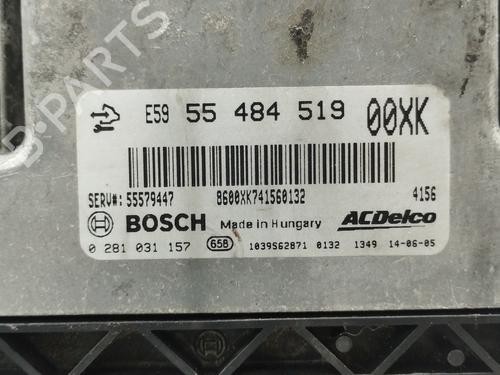 E59 55 484 519 00XK
SERV#: 55579447 8600XK741560132 4156
BOSCH Made in Hungary ACDelco
0 281 031 157 658 1039S62871 0132 1349 14-06-05
B-PARTS